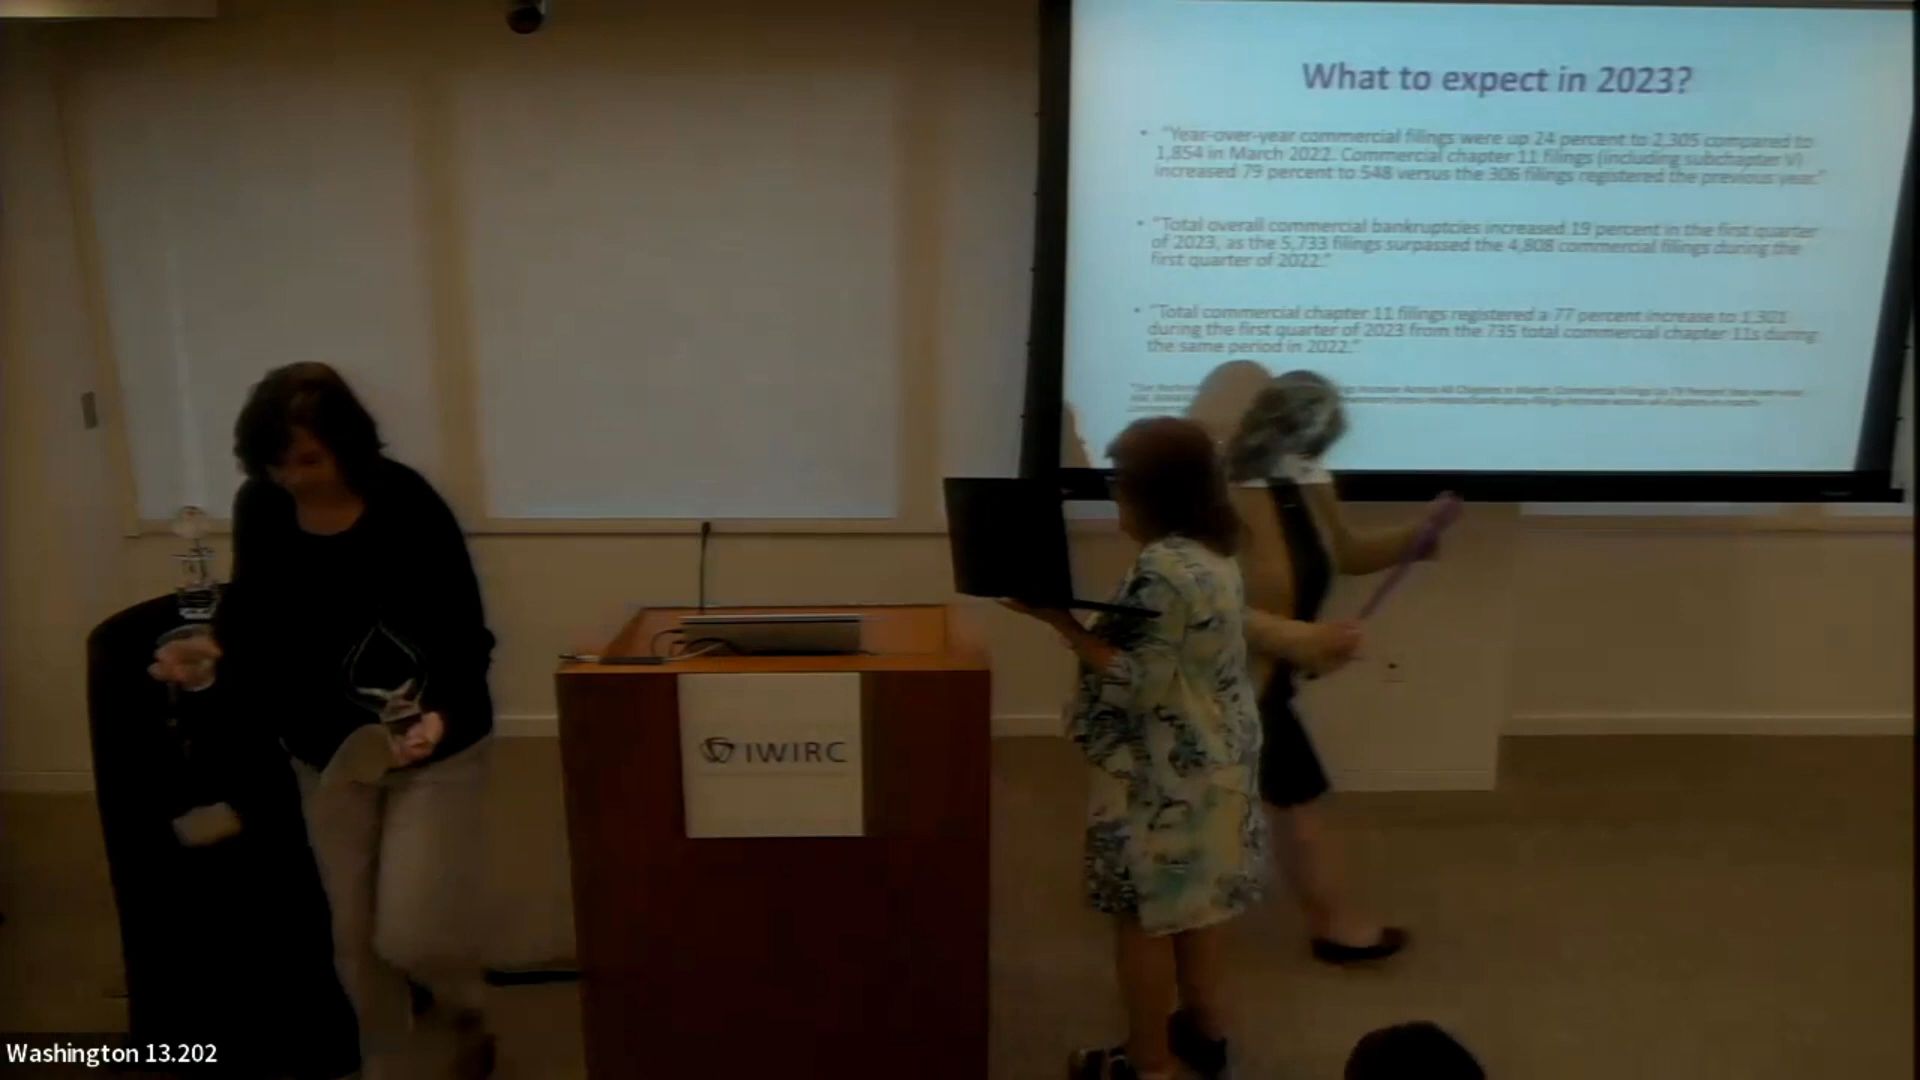 What to expect in 2023?
• "Year-over-year commercial filings were up 24 percent to 2,305 compared to
1,854 in March 2022. Commercial chapter 11 filings (including subchapter V)
increased 79 percent to 548 versus the 306 filings registered the previous year."
• "Total overall commercial bankruptcies increased 19 percent in the first quarter
of 2023, as the 5,733 filings surpassed the 4,808 commercial filings during the
first quarter of 2022."
• "Total commercial chapter 11 filings registered a 77 percent increase to 1,301
during the first quarter of 2023 from the 735 total commercial chapter 11s during
the same period in 2022."
IWIRC
Washington 13.202